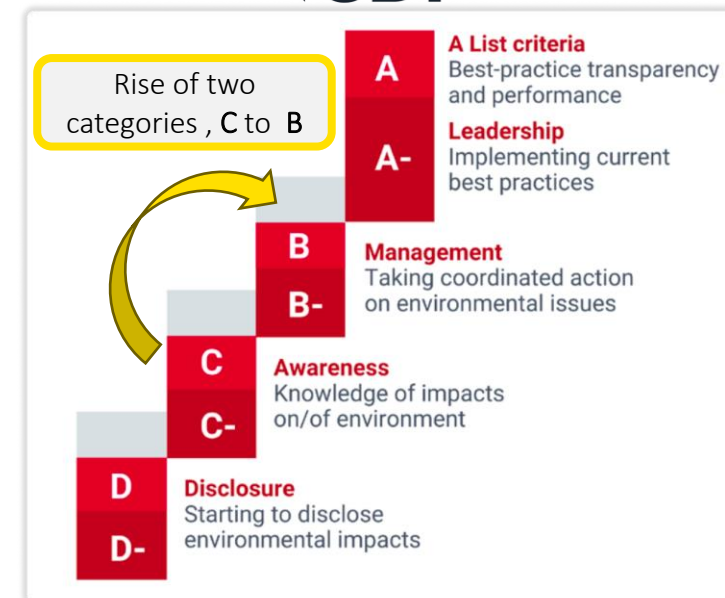 Rise of two
categories , C to B
A
A List criteria
Best-practice transparency
and performance
A-
Leadership
Implementing current
best practices
B
Management
Taking coordinated action
on environmental issues
B-
C
Awareness
Knowledge of impacts
on/of environment
C-
D
Disclosure
Starting to disclose
environmental impacts
D-